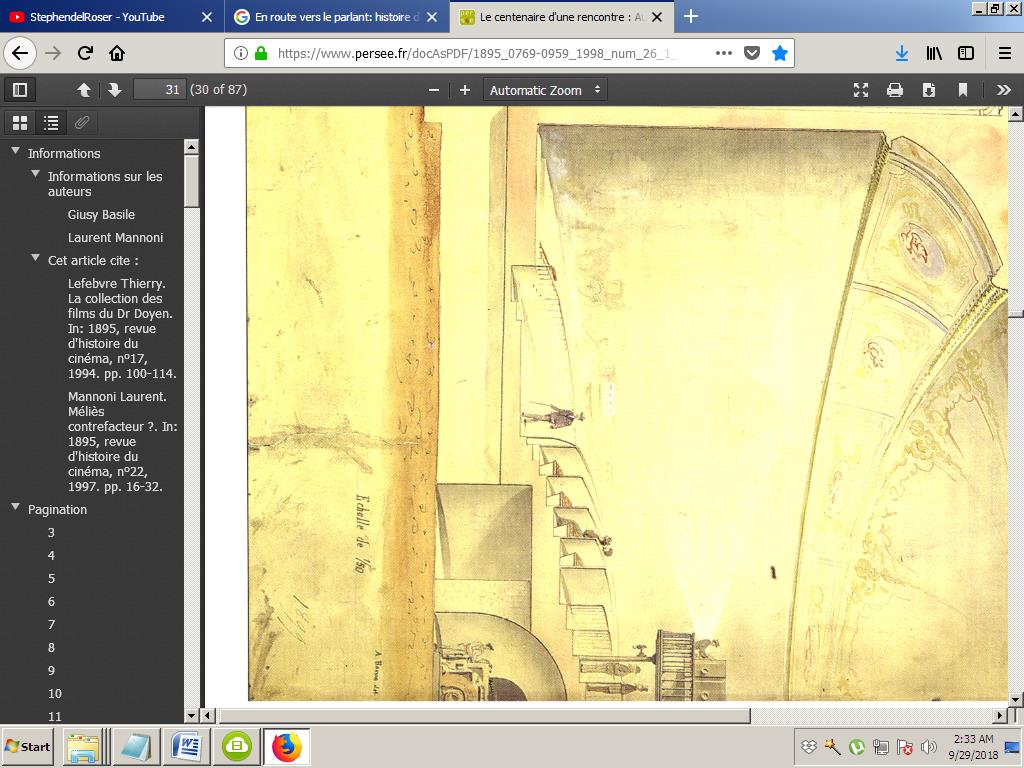 StephendelRoser - YouTube
En route vers le parlant: histoire d
Le centenaire d'une rencontre : A
https://www.persee.fr/docAsPDF/1895_0769-0959_1998_num_26_1_
31 (30 of 87)
Automatic Zoom
Informations
Informations sur les
auteurs
Giusy Basile
Laurent Mannoni
Cet article cite :
Lefebvre Thierry.
La collection des
films du Dr Doyen.
In: 1895, revue
d'histoire du
cinéma, n°17,
1994. pp. 100-114.
Mannoni Laurent.
Méliès
contrefacteur ?. In:
1895, revue
d'histoire du
cinéma, n°22,
1997. pp. 16-32.
Pagination
3
4
5
6
7
8
9
10
11
Echelle de 1/50
Start
2:33 AM
9/29/2018